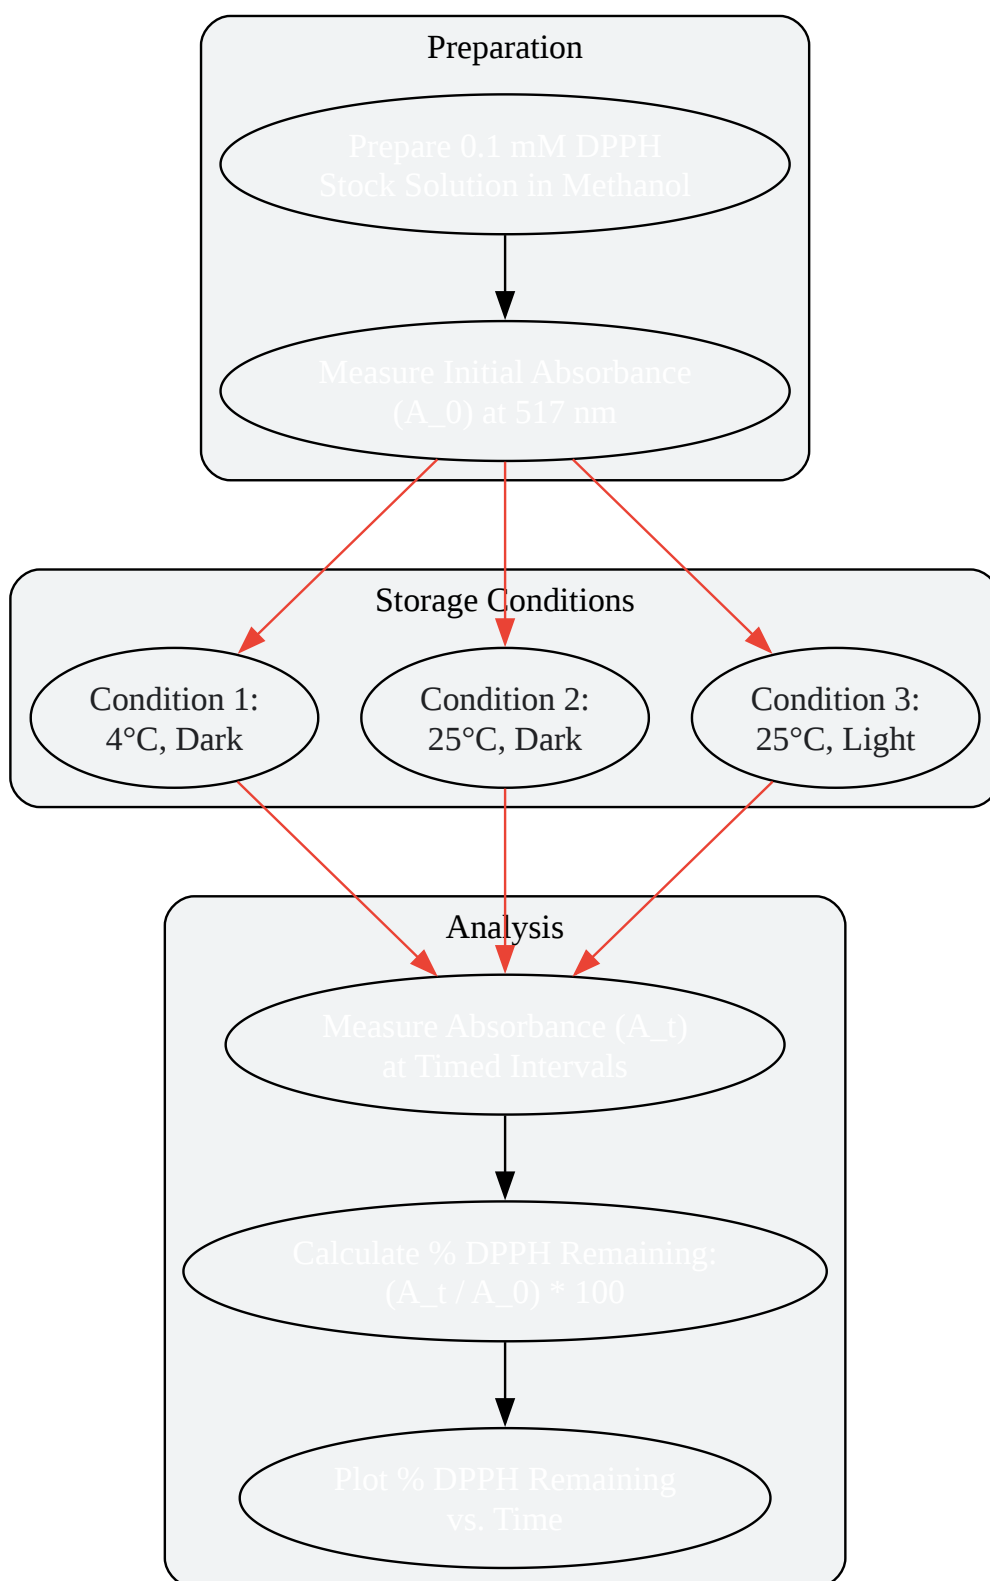 Preparation
Prepare 0.1 mM DPPH
Stock Solution in Methanol
Measure Initial Absorbance
(A_0) at 517 nm
Storage Conditions
Condition 1:
4°C, Dark
Condition 2:
25°C, Dark
Condition 3:
25°C, Light
Analysis
Measure Absorbance (A_t)
at Timed Intervals
Calculate % DPPH Remaining:
(A_t / A_0) * 100
Plot % DPPH Remaining
vs. Time